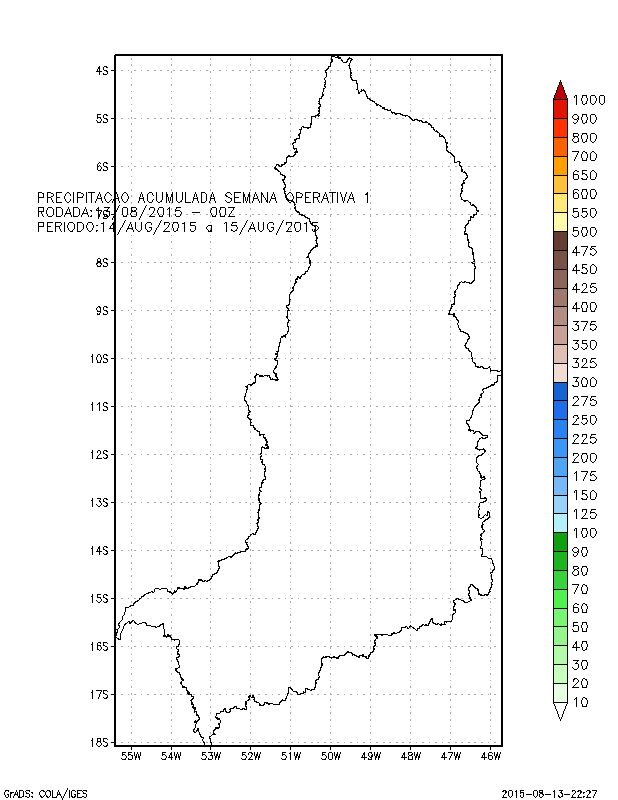 4S
5S
6S
PRECIPITACAO ACUMULADA SEMANA OPERATIVA 1
RODADA:13/08/2015 - 00Z
7S
PERIODO:14/AUG/2015 a 15/AUG/2015
8S
9S
10S
11S
12S
13S
14S
15S
16S
17S
18S
55W 54W 53W 52W 51W 50W 49W 48W 47W 46W
1000
900
800
700
650
600
550
500
475
450
425
400
375
350
325
300
275
250
225
200
175
150
125
100
90
80
70
60
50
40
30
20
10
GrADS: COLA/IGES
2015-08-13-22:27